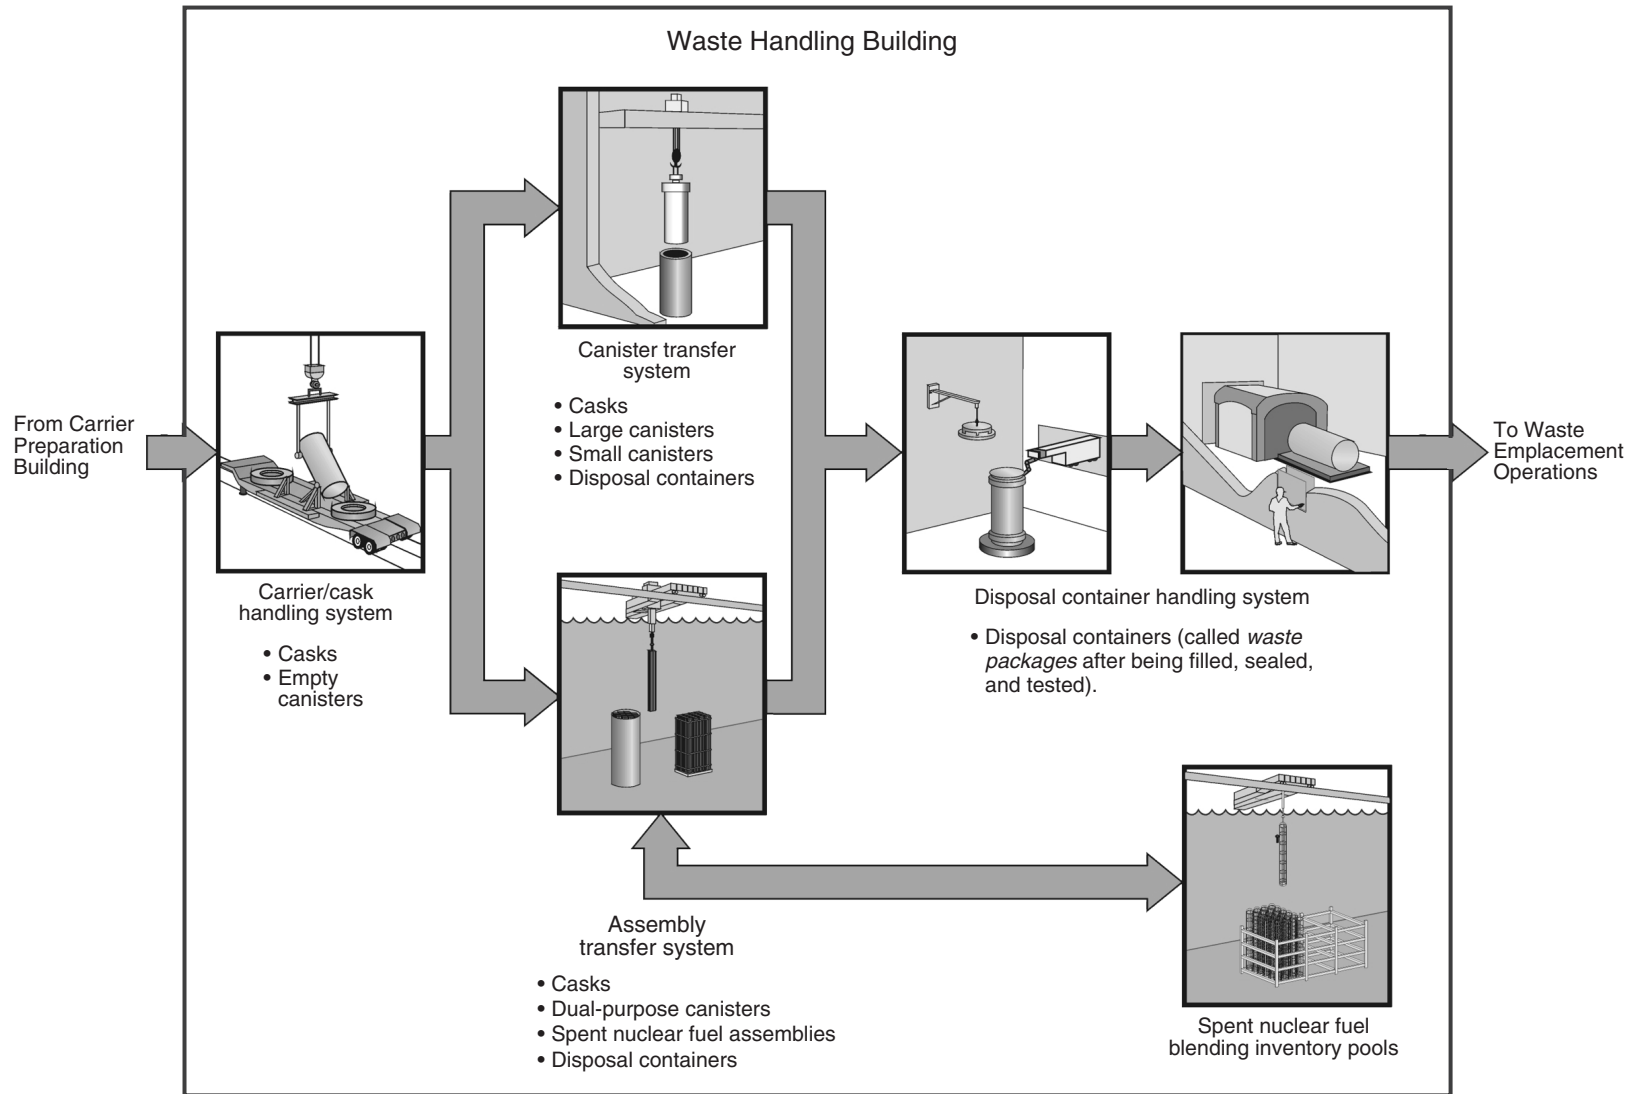 Waste Handling Building
From Carrier
Preparation
Building
Carrier/cask
handling system
• Casks
• Empty
canisters
Canister transfer
system
• Casks
• Large canisters
• Small canisters
• Disposal containers
Assembly
transfer system
• Casks
• Dual-purpose canisters
• Spent nuclear fuel assemblies
• Disposal containers
Disposal container handling system
• Disposal containers (called waste
packages after being filled, sealed,
and tested).
Spent nuclear fuel
blending inventory pools
To Waste
Emplacement
Operations